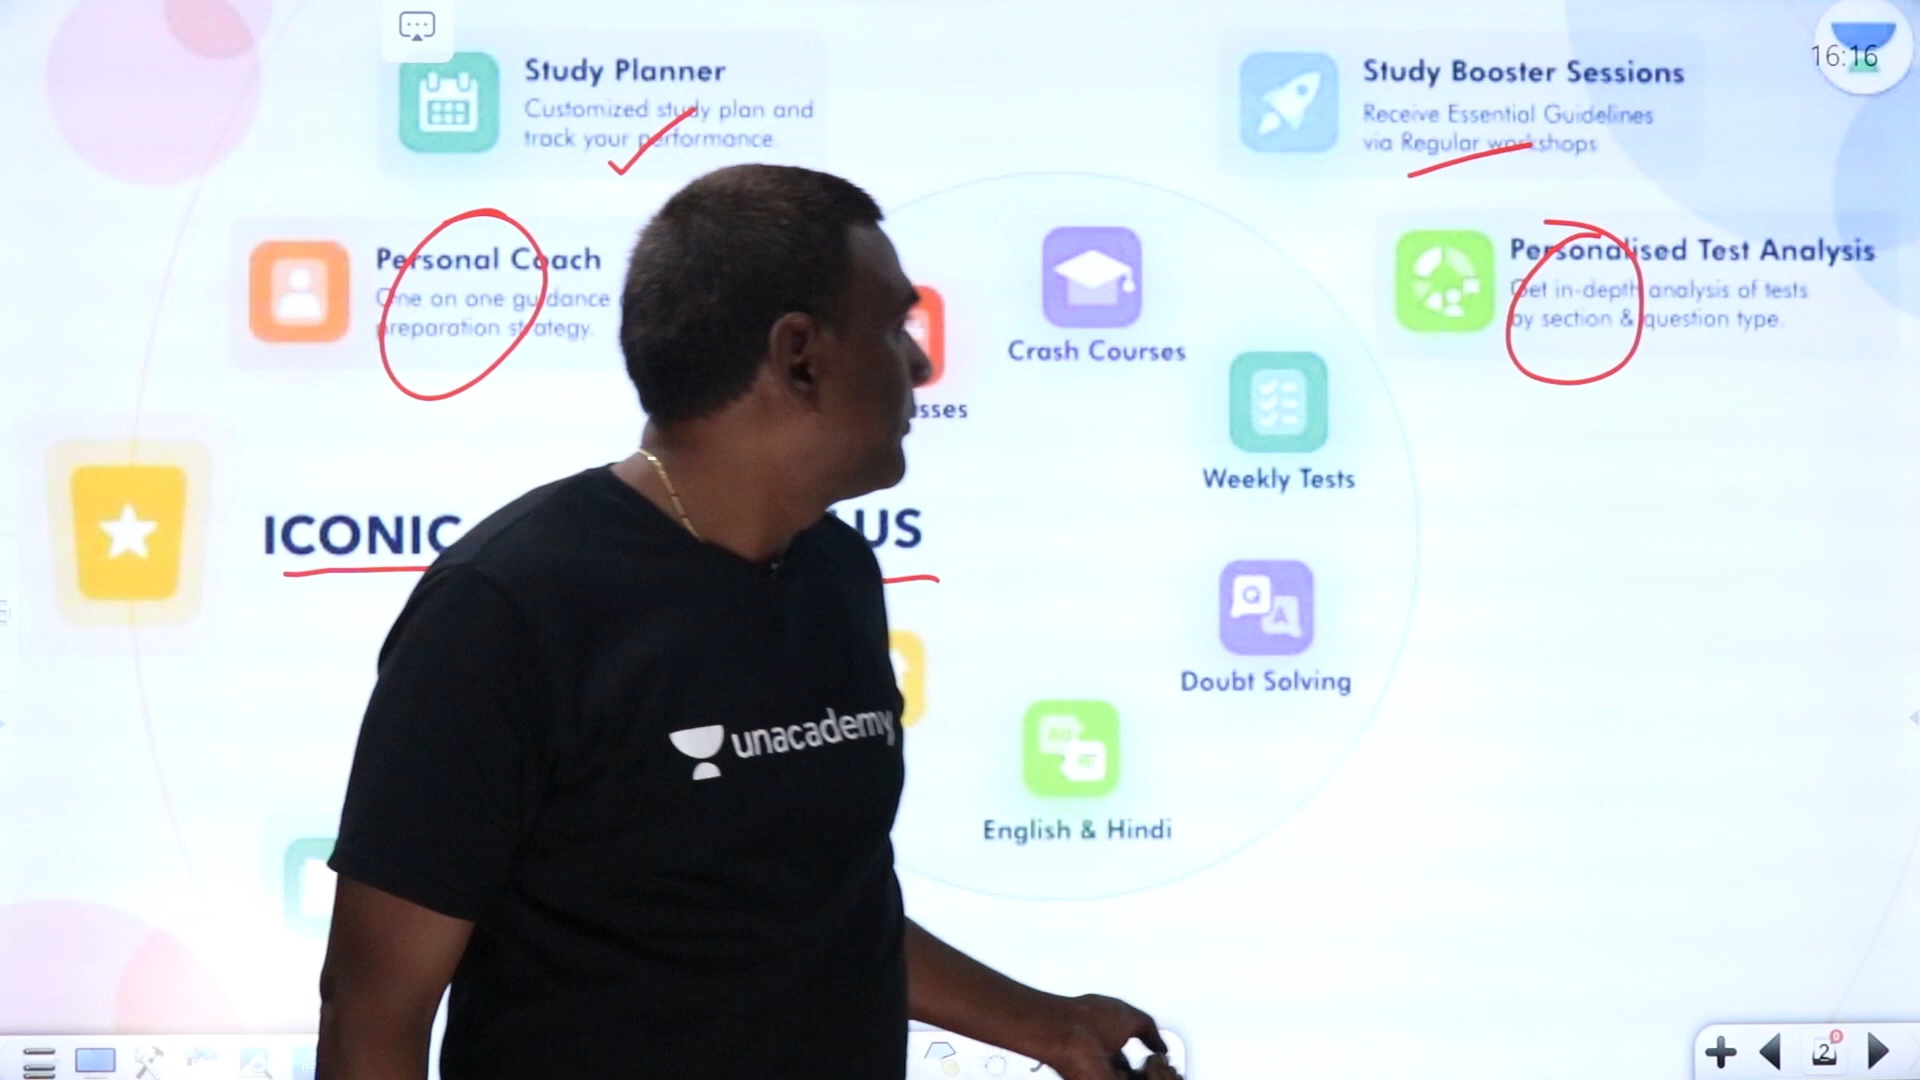 16:16
Study Planner
Customized study plan and
track your performance.
Study Booster Sessions
Receive Essential Guidelines
via Regular workshops
Personal Coach
One on one guidance
preparation strategy.
Personalised Test Analysis
Get in-depth analysis of tests
by section & question type.
Crash Courses
Weekly Tests
ICONIC
Q
A
Doubt Solving
unacademy
English & Hindi
2
0